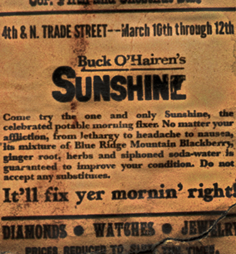 4th & N. TRADE STREET--March 10th through 12th
Buck O'Hairen's
SUNSHINE
Come try the one and only Sunshine, the
celebrated potable morning fixer. No matter your
affliction, from lethargy to headache to nausea,
its mixture of Blue Ridge Mountain Blackberry,
ginger root, herbs and siphoned soda-water is
guaranteed to improve your condition. Do not
accept any substitutes.
It'll fix yer mornin' right!
DIAMONDS • WATCHES • JEWELRY
PRICES REDUCED TO